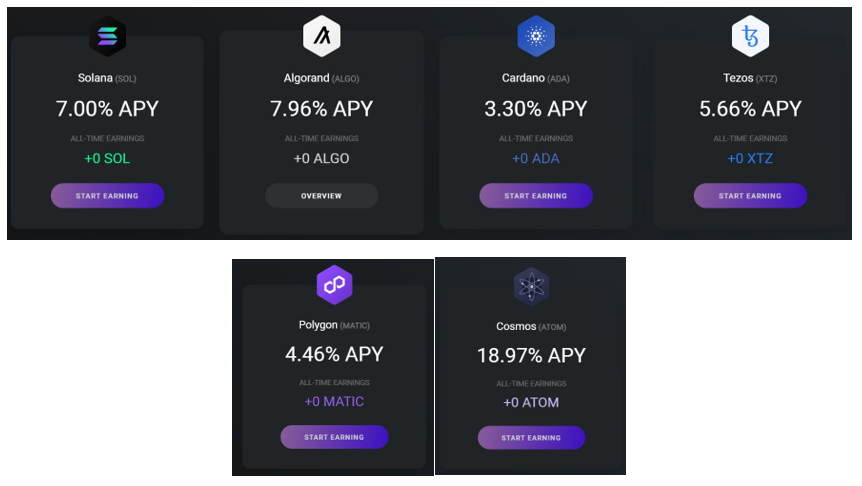 Solana (SOL)
7.00% APY
ALL-TIME EARNINGS
+0 SOL
START EARNING
Algorand (ALGO)
7.96% APY
ALL-TIME EARNINGS
+0 ALGO
OVERVIEW
Cardano (ADA)
3.30% APY
ALL-TIME EARNINGS
+0 ADA
START EARNING
Tezos (XTZ)
5.66% APY
ALL-TIME EARNINGS
+0 XTZ
START EARNING
Polygon (MATIC)
4.46% APY
ALL-TIME EARNINGS
+0 MATIC
START EARNING
Cosmos (ATOM)
18.97% APY
ALL-TIME EARNINGS
+0 ATOM
START EARNING